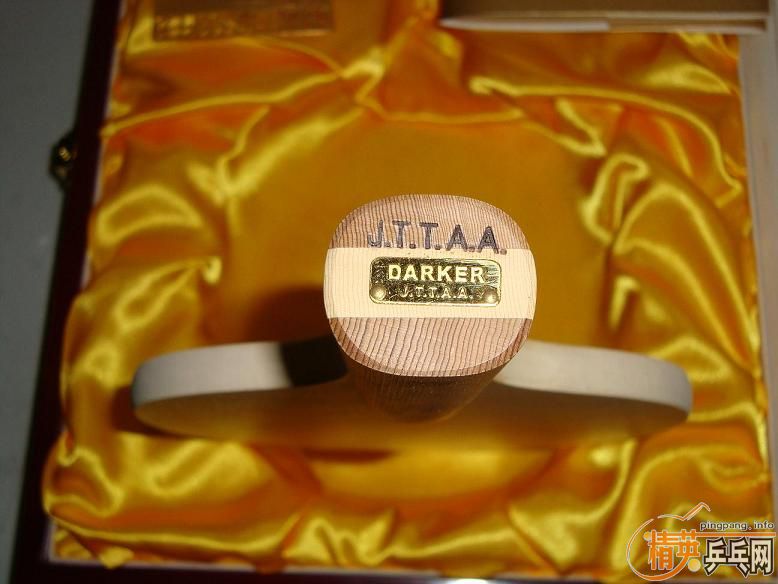 J.T.T.A.A.
DARKER
J.T.T.A.A.
pingpang.info
精英乒乓网